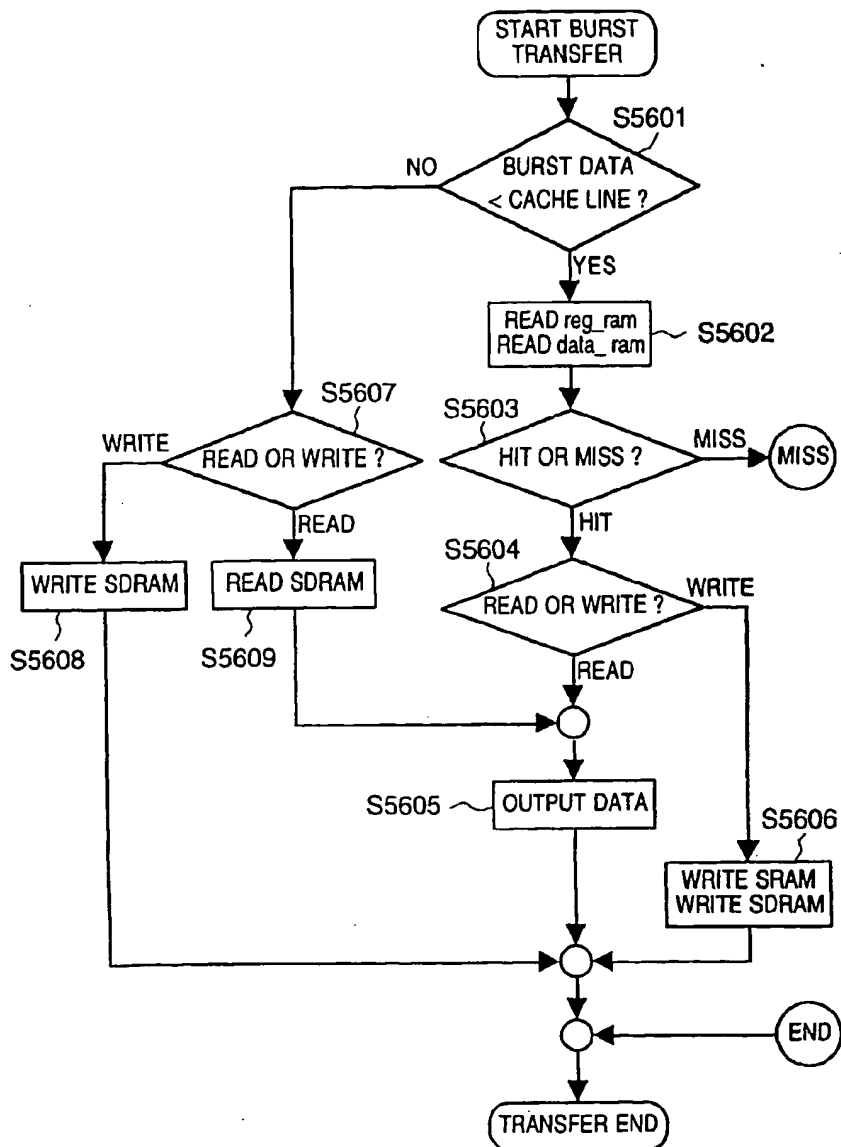 START BURST
TRANSFER
S5601
NO
BURST DATA
< CACHE LINE ?
YES
READ reg_ram
READ data_ram
S5602
S5607
S5603
WRITE
READ OR WRITE ?
HIT OR MISS ?
MISS
MISS
READ
HIT
S5604
WRITE SDRAM
READ SDRAM
READ OR WRITE ?
WRITE
S5608
S5609
READ
S5605
OUTPUT DATA
S5606
WRITE SRAM
WRITE SDRAM
END
TRANSFER END